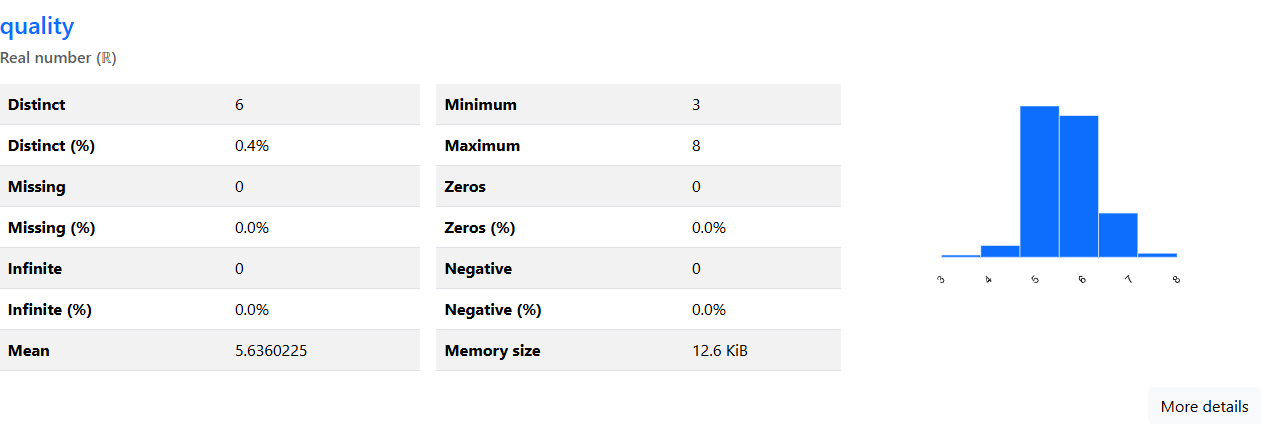 quality
Real number (ℝ)
Distinct 6
Distinct (%) 0.4%
Missing 0
Missing (%) 0.0%
Infinite 0
Infinite (%) 0.0%
Mean 5.6360225
Minimum 3
Maximum 8
Zeros 0
Zeros (%) 0.0%
Negative 0
Negative (%) 0.0%
Memory size 12.6 KiB
3 4 5 6 7 8
More details